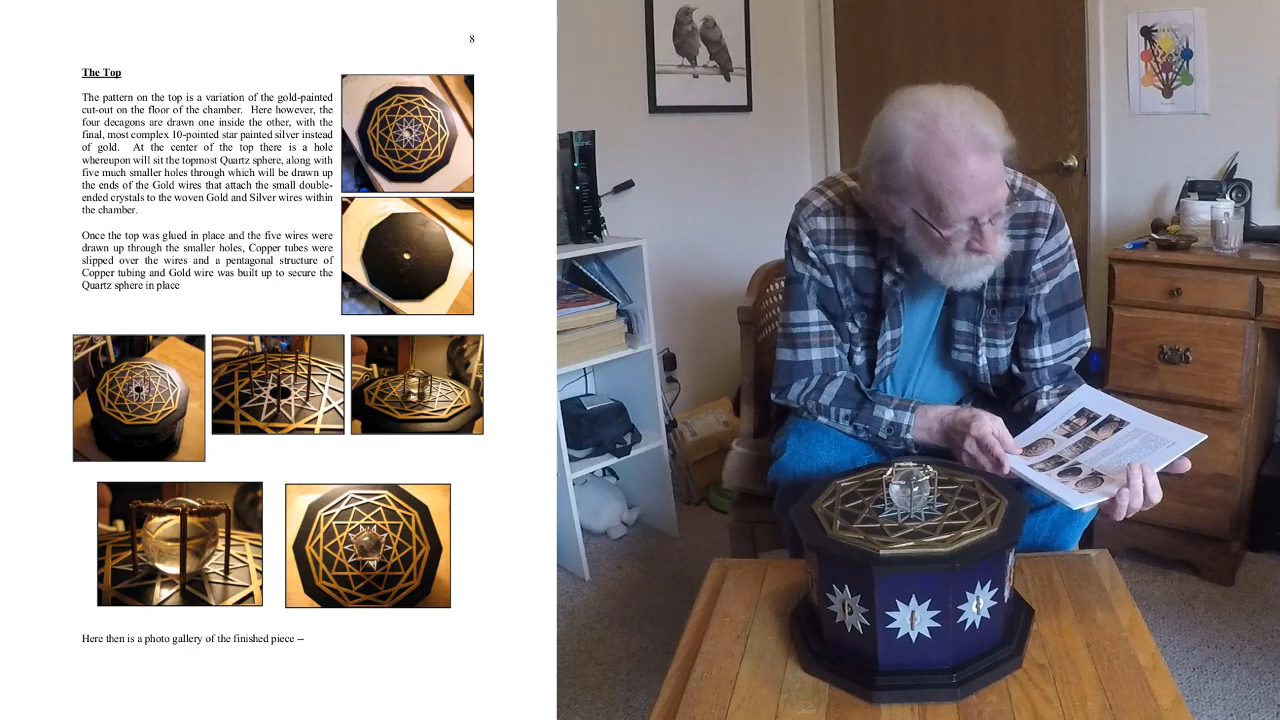 8
The Top
The pattern on the top is a variation of the gold-painted
cut-out on the floor of the chamber. Here however, the
four decagons are drawn one inside the other, with the
final, most complex 10-pointed star painted silver instead
of gold. At the center of the top there is a hole
whereupon will sit the topmost Quartz sphere, along with
five much smaller holes through which will be drawn up
the ends of the Gold wires that attach the small double-
ended crystals to the woven Gold and Silver wires within
the chamber.
Once the top was glued in place and the five wires were
drawn up through the smaller holes, Copper tubes were
slipped over the wires and a pentagonal structure of
Copper tubing and Gold wire was built up to secure the
Quartz sphere in place
Here then is a photo gallery of the finished piece --